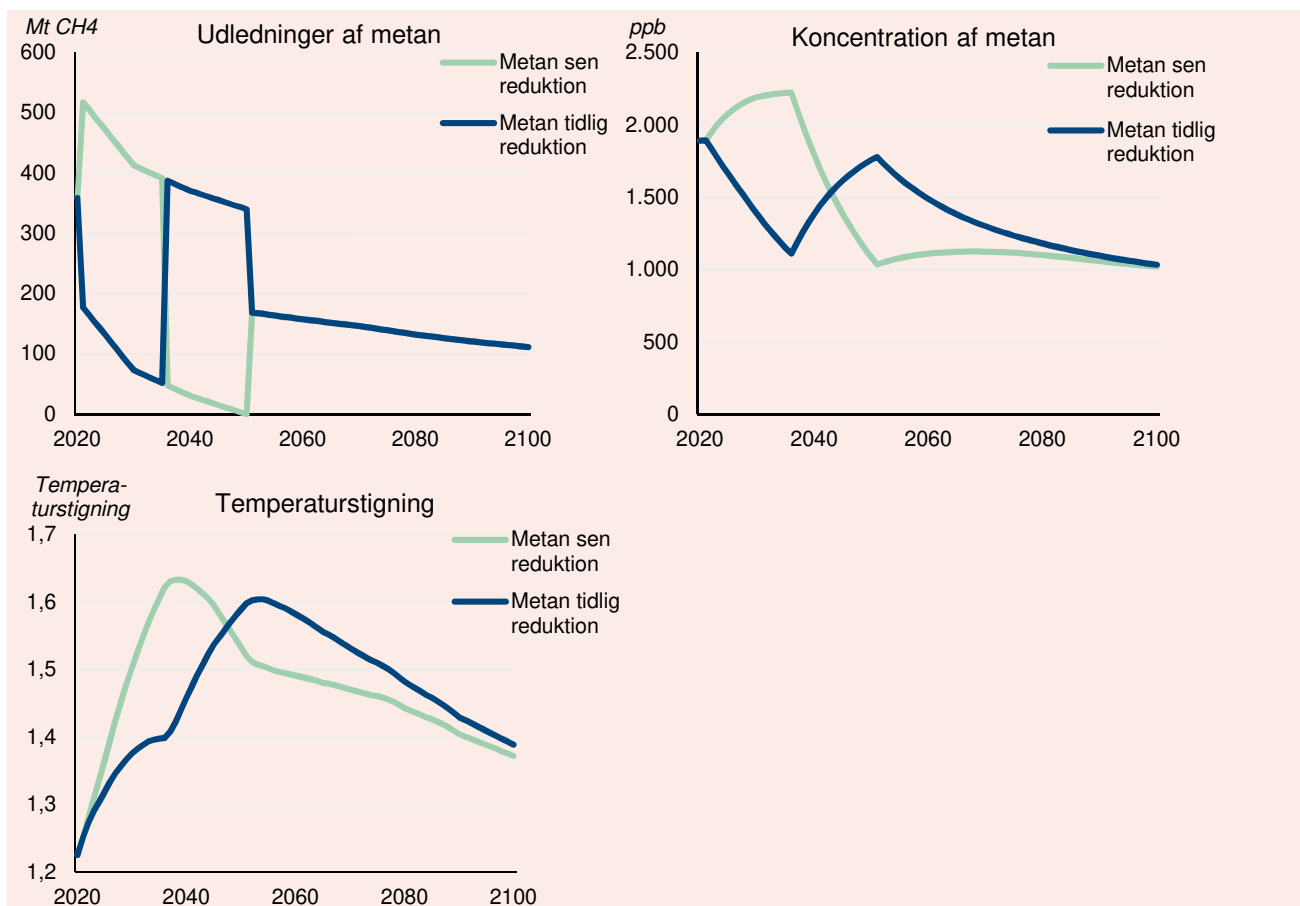 Mt CH4
Udledninger af metan
600
500
400
300
200
100
0
2020
2040
2060
2080
2100
Metan sen
reduktion
Metan tidlig
reduktion
ppb
Koncentration af metan
2.500
2.000
1.500
1.000
500
0
2020
2040
2060
2080
2100
Metan sen
reduktion
Metan tidlig
reduktion
Tempera-
turstigning
Temperaturstigning
1,7
1,6
1,5
1,4
1,3
1,2
2020
2040
2060
2080
2100
Metan sen
reduktion
Metan tidlig
reduktion